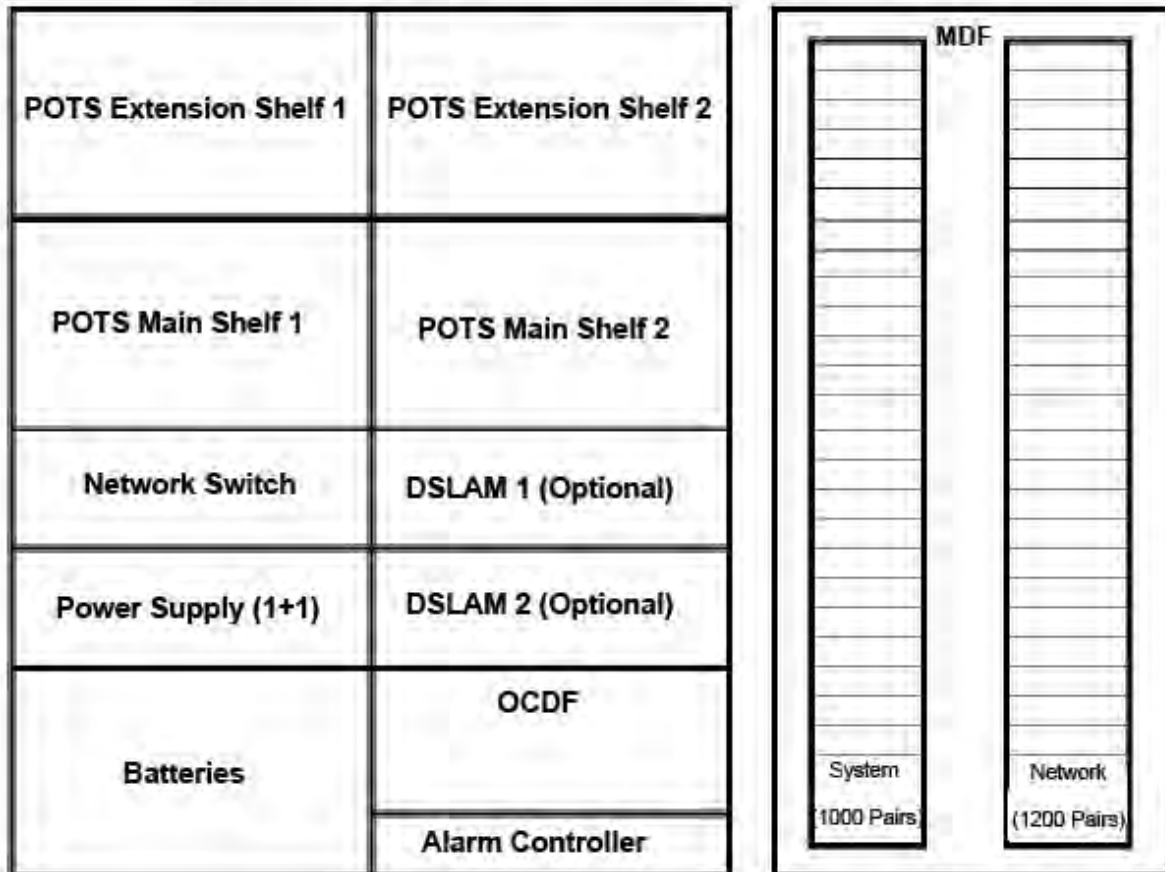 POTS Extension Shelf 1
POTS Extension Shelf 2
POTS Main Shelf 1
POTS Main Shelf 2
Network Switch
DSLAM 1 (Optional)
Power Supply (1+1)
DSLAM 2 (Optional)
Batteries
OCDF
Alarm Controller
MDF
System
(1000 Pairs)
Network
(1200 Pairs)